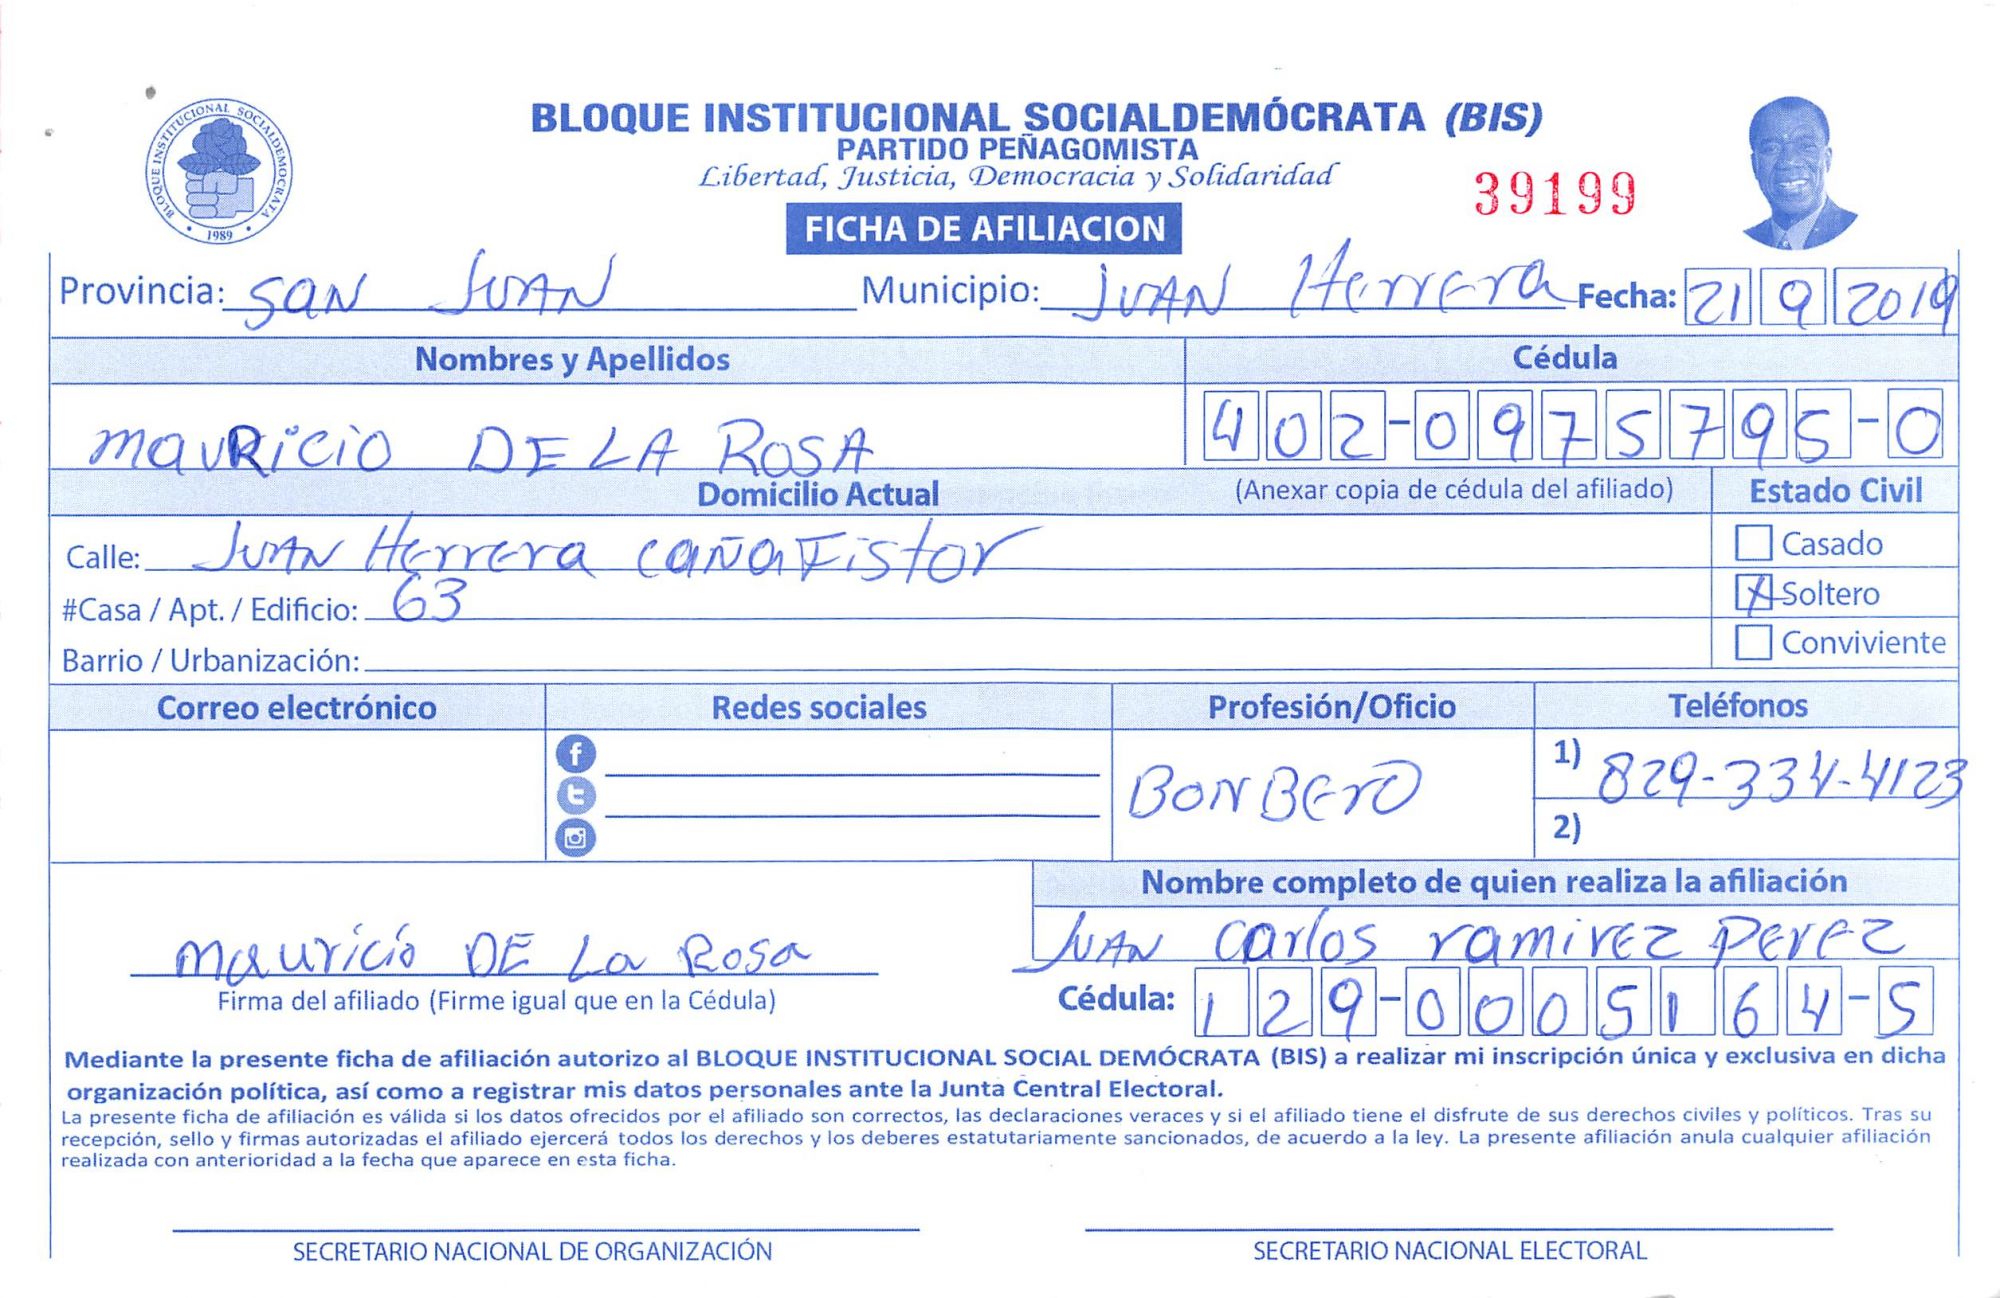 BLOQUE INSTITUCIONAL SOCIALDEMOCRATA
1989
BLOQUE INSTITUCIONAL SOCIALDEMÓCRATA (BIS)
PARTIDO PEÑAGOMISTA
Libertad, Justicia, Democracia y Solidaridad
39199
FICHA DE AFILIACION
Provincia: SAN JUAN Municipio: JUAN Herrera Fecha: 21 9 2019
Nombres y Apellidos Cédula
MAURICIO DE LA ROSA 402-0975795-0
Domicilio Actual (Anexar copia de cédula del afiliado) Estado Civil
Calle: JUAN Herrera CAÑAFistor Casado
#Casa / Apt. / Edificio: 63 X Soltero
Barrio / Urbanización: Conviviente
Correo electrónico Redes sociales Profesión/Oficio Teléfonos
BONBEro 1) 829-334-4123
2)
Nombre completo de quien realiza la afiliación
Mauricio DE La Rosa JUAN Carlos ramirez Perez
Firma del afiliado (Firme igual que en la Cédula) Cédula: 129-0005164-5
Mediante la presente ficha de afiliación autorizo al BLOQUE INSTITUCIONAL SOCIAL DEMÓCRATA (BIS) a realizar mi inscripción única y exclusiva en dicha
organización política, así como a registrar mis datos personales ante la Junta Central Electoral.
La presente ficha de afiliación es válida si los datos ofrecidos por el afiliado son correctos, las declaraciones veraces y si el afiliado tiene el disfrute de sus derechos civiles y políticos. Tras su
recepción, sello y firmas autorizadas el afiliado ejercerá todos los derechos y los deberes estatutariamente sancionados, de acuerdo a la ley. La presente afiliación anula cualquier afiliación
realizada con anterioridad a la fecha que aparece en esta ficha.
SECRETARIO NACIONAL DE ORGANIZACIÓN SECRETARIO NACIONAL ELECTORAL